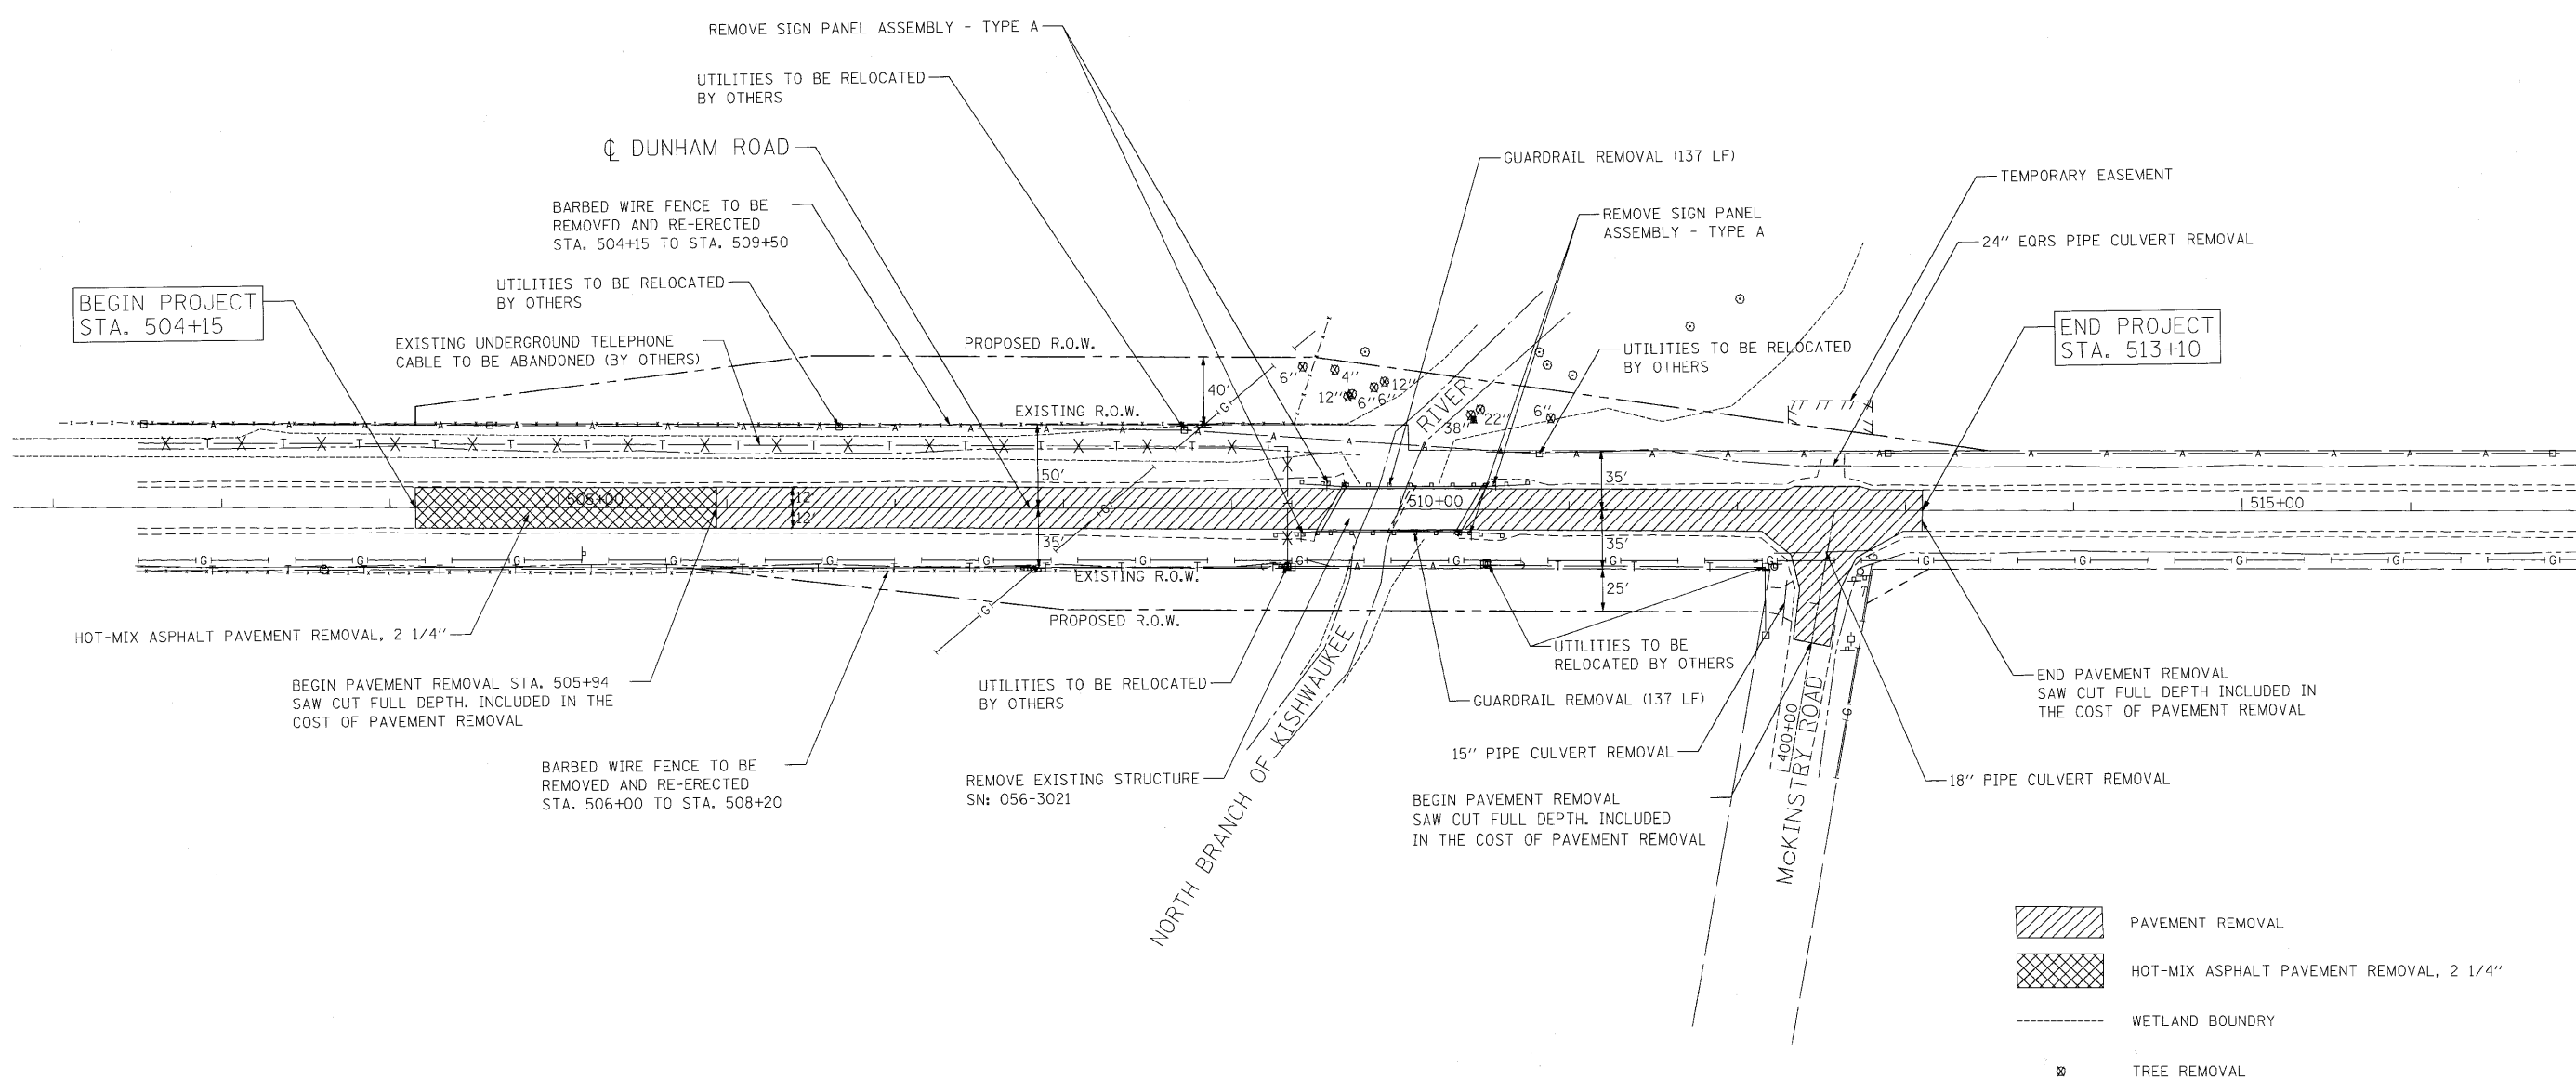 REMOVE SIGN PANEL ASSEMBLY - TYPE A
UTILITIES TO BE RELOCATED
BY OTHERS
℄ DUNHAM ROAD
BARBED WIRE FENCE TO BE
REMOVED AND RE-ERECTED
STA. 504+15 TO STA. 509+50
UTILITIES TO BE RELOCATED
BY OTHERS
BEGIN PROJECT
STA. 504+15
EXISTING UNDERGROUND TELEPHONE
CABLE TO BE ABANDONED (BY OTHERS)
GUARDRAIL REMOVAL (137 LF)
TEMPORARY EASEMENT
REMOVE SIGN PANEL
ASSEMBLY - TYPE A
24" EQRS PIPE CULVERT REMOVAL
END PROJECT
STA. 513+10
UTILITIES TO BE RELOCATED
BY OTHERS
PROPOSED R.O.W.
40'
EXISTING R.O.W.
6"
4"
12"
12"
6"
6"
38"
22"
6"
RIVER
50'
35'
12'
12'
505+00
510+00
515+00
35'
35'
25'
EXISTING R.O.W.
PROPOSED R.O.W.
HOT-MIX ASPHALT PAVEMENT REMOVAL, 2 1/4"
BEGIN PAVEMENT REMOVAL STA. 505+94
SAW CUT FULL DEPTH. INCLUDED IN THE
COST OF PAVEMENT REMOVAL
BARBED WIRE FENCE TO BE
REMOVED AND RE-ERECTED
STA. 506+00 TO STA. 508+20
UTILITIES TO BE RELOCATED
BY OTHERS
REMOVE EXISTING STRUCTURE
SN: 056-3021
NORTH BRANCH OF KISHWAUKEE
UTILITIES TO BE
RELOCATED BY OTHERS
GUARDRAIL REMOVAL (137 LF)
15" PIPE CULVERT REMOVAL
BEGIN PAVEMENT REMOVAL
SAW CUT FULL DEPTH. INCLUDED
IN THE COST OF PAVEMENT REMOVAL
L400+00
McKINSTRY ROAD
END PAVEMENT REMOVAL
SAW CUT FULL DEPTH INCLUDED IN
THE COST OF PAVEMENT REMOVAL
18" PIPE CULVERT REMOVAL
PAVEMENT REMOVAL
HOT-MIX ASPHALT PAVEMENT REMOVAL, 2 1/4"
WETLAND BOUNDRY
TREE REMOVAL